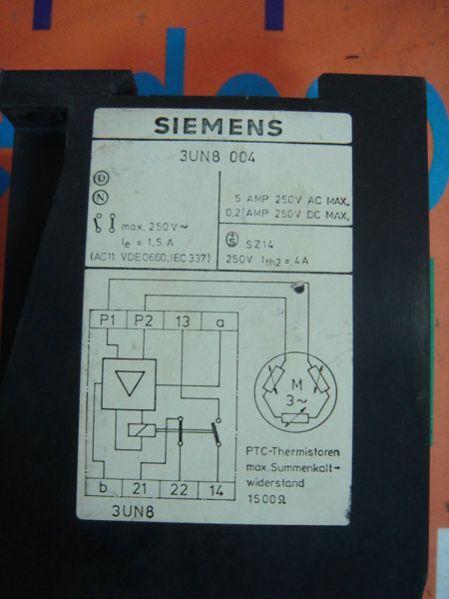 SIEMENS
3UN8 004
D
N
max. 250V~
Ie = 1,5 A
(AC11 VDE0660,IEC337)
5 AMP 250V AC MAX.
0,2 AMP 250V DC MAX.
SZ14
250V Ith2 = 4A
P1 P2 13 a
M
3~
b 21 22 14
3UN8
PTC-Thermistoren
max. Summenkalt-
widerstand
1500Ω